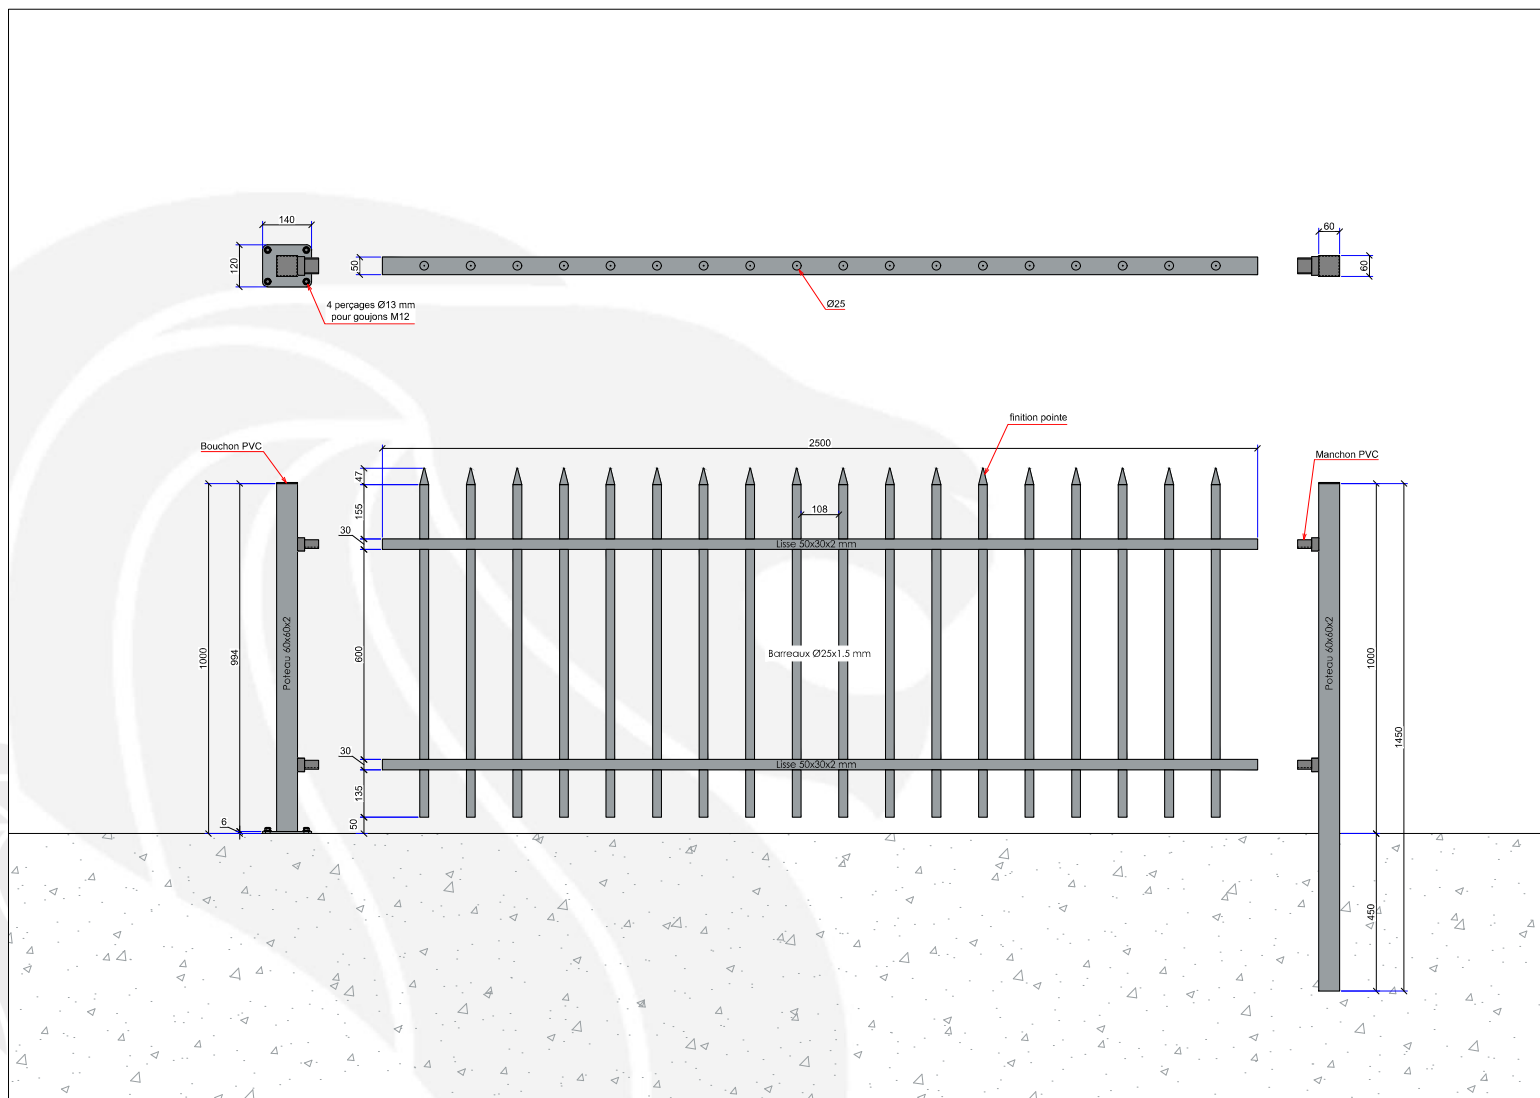 140
120
4 perçages Ø13 mm
pour goujons M12
50
Ø25
60
60
finition pointe
2500
Bouchon PVC
Manchon PVC
47
155
108
30
Lisse 50x30x2 mm
1000
994
Poteau 60x60x2
600
Barreaux Ø25x1.5 mm
Poteau 60x60x2
1000
1450
30
Lisse 50x30x2 mm
135
50
6
450